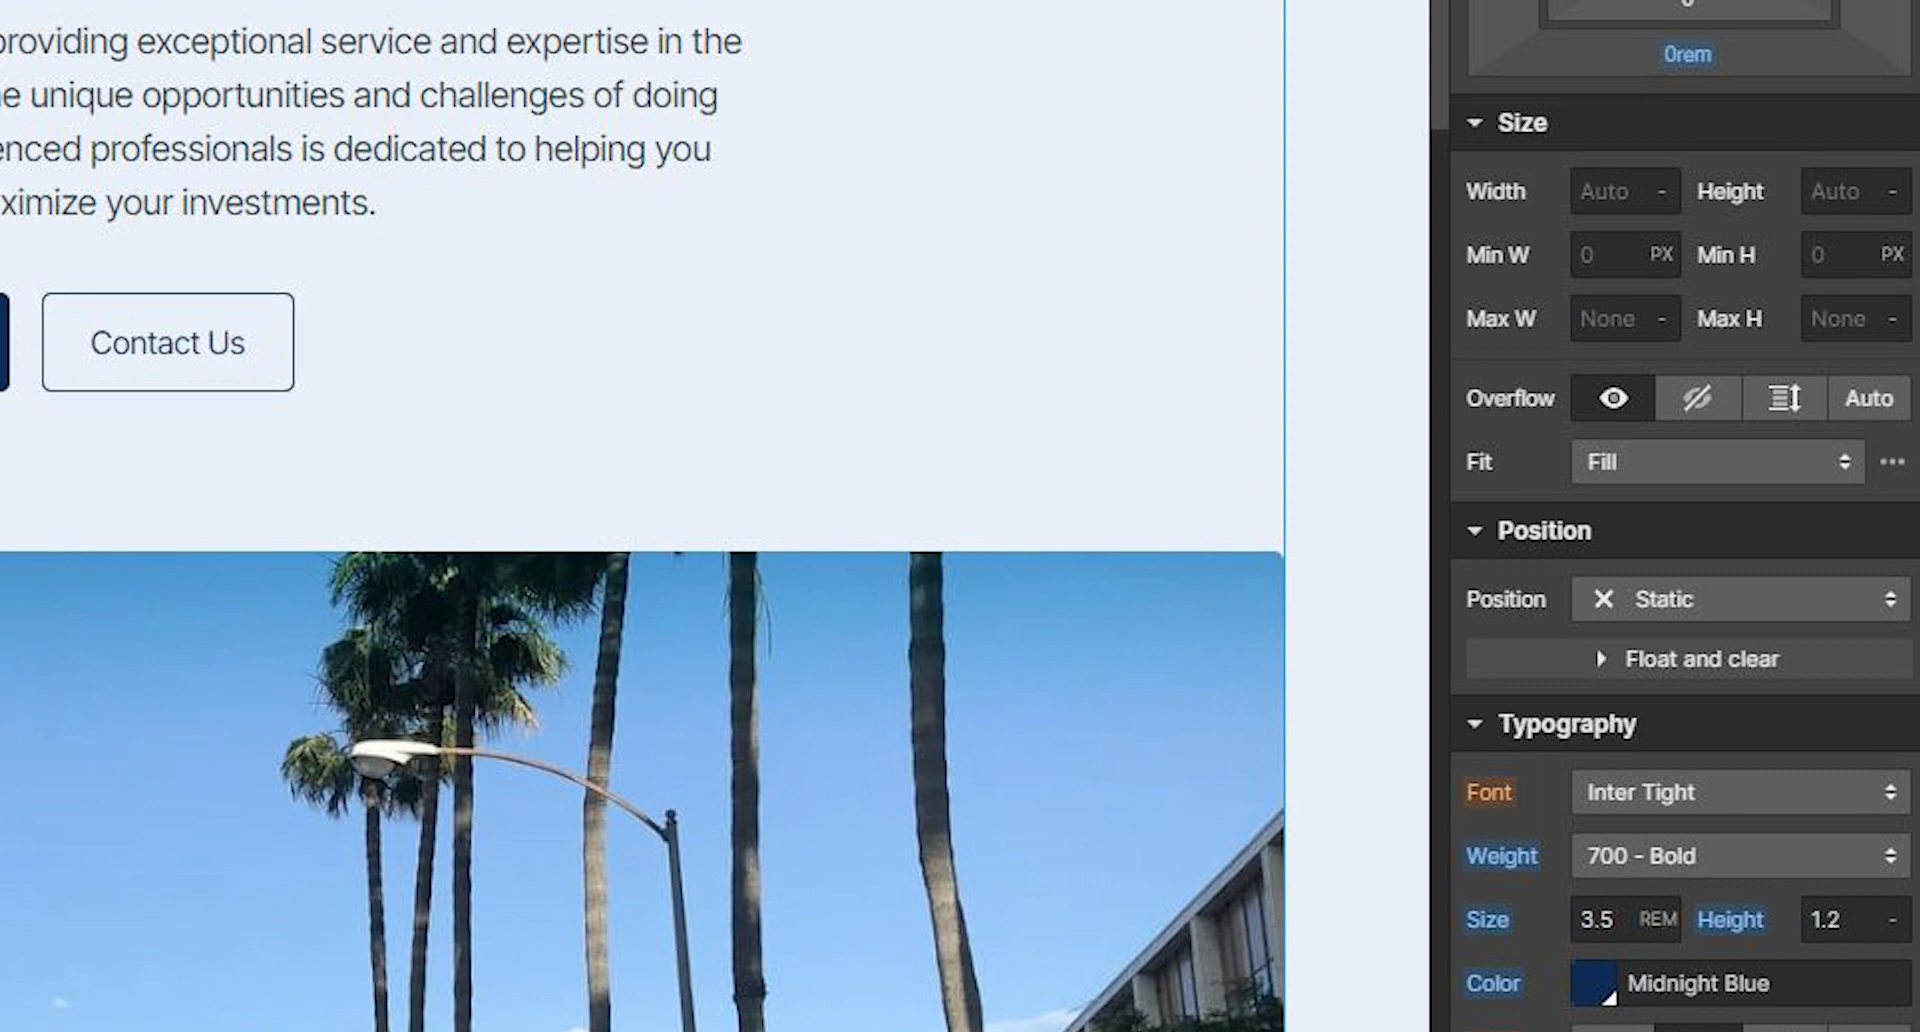 providing exceptional service and expertise in the
unique opportunities and challenges of doing
professionals is dedicated to helping you
your investments.
Contact Us
0
0rem
Size
Width Auto - Height Auto -
Min W 0 PX Min H 0 PX
Max W None - Max H None -
Overflow Auto
Fit Fill
Position
Position Static
Float and clear
Typography
Font Inter Tight
Weight 700 - Bold
Size 3.5 REM Height 1.2 -
Color Midnight Blue